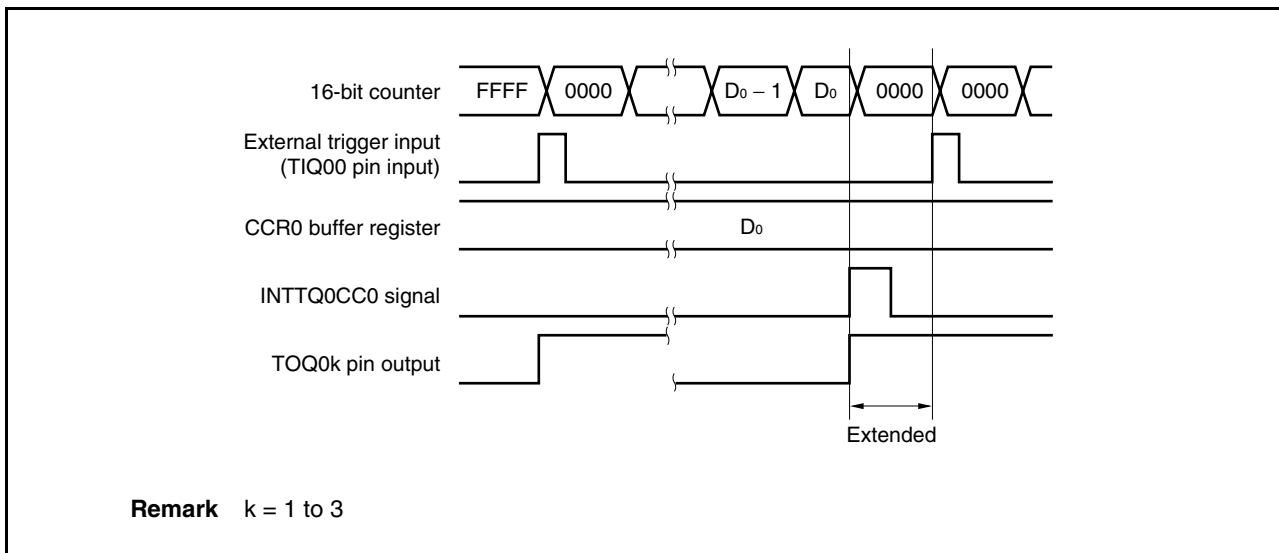 16-bit counter FFFF 0000 D₀ − 1 D₀ 0000 0000
External trigger input
(TIQ00 pin input)
CCR0 buffer register D₀
INTTQ0CC0 signal
TOQ0k pin output
Extended
Remark k = 1 to 3